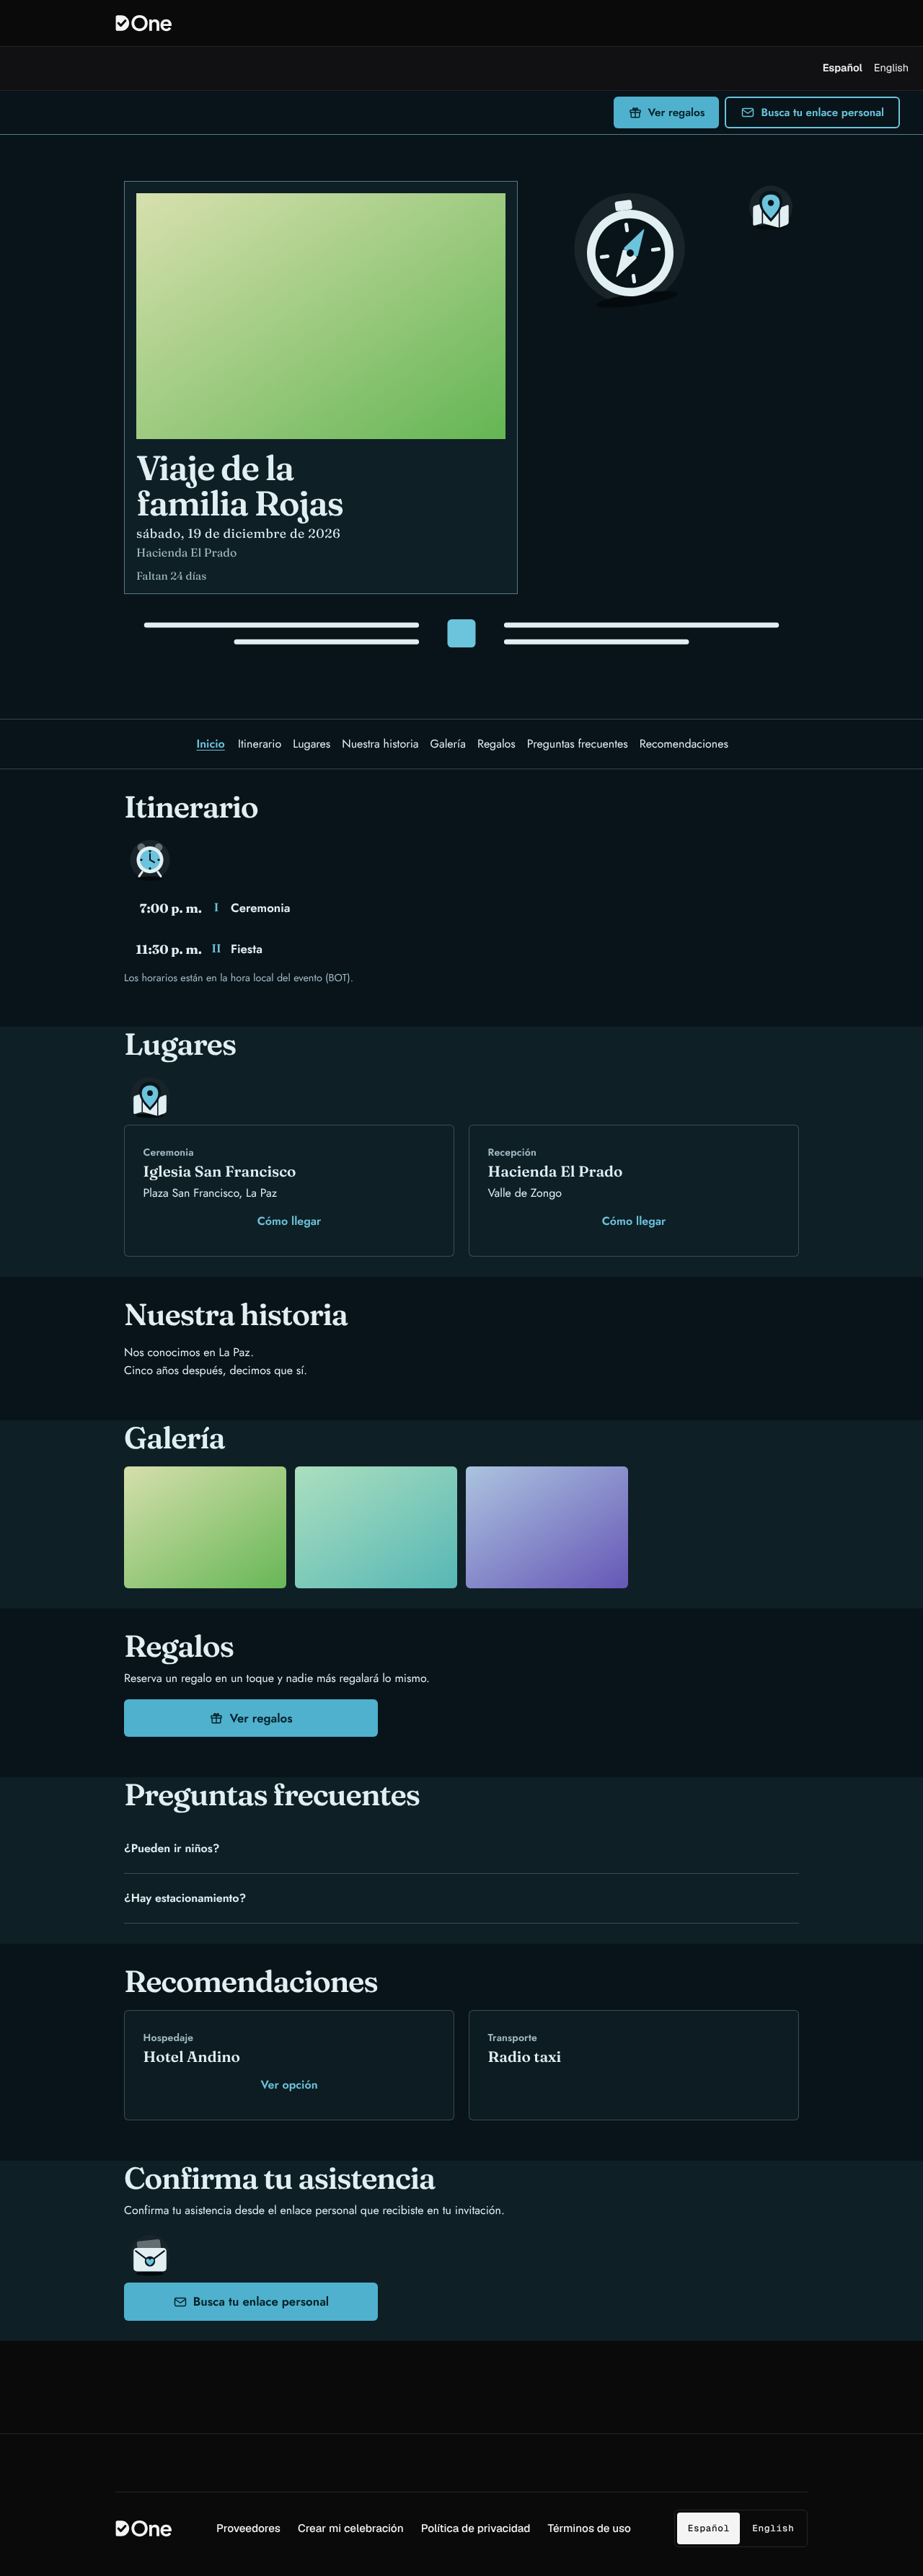 One
Español English
Ver regalos Busca tu enlace personal
Viaje de la
familia Rojas
sábado, 19 de diciembre de 2026
Hacienda El Prado
Faltan 24 días
Inicio Itinerario Lugares Nuestra historia Galería Regalos Preguntas frecuentes Recomendaciones
Itinerario
7:00 p. m. I Ceremonia
11:30 p. m. II Fiesta
Los horarios están en la hora local del evento (BOT).
Lugares
Ceremonia
Iglesia San Francisco
Plaza San Francisco, La Paz
Cómo llegar
Recepción
Hacienda El Prado
Valle de Zongo
Cómo llegar
Nuestra historia
Nos conocimos en La Paz.
Cinco años después, decimos que sí.
Galería
Regalos
Reserva un regalo en un toque y nadie más regalará lo mismo.
Ver regalos
Preguntas frecuentes
¿Pueden ir niños?
¿Hay estacionamiento?
Recomendaciones
Hospedaje
Hotel Andino
Ver opción
Transporte
Radio taxi
Confirma tu asistencia
Confirma tu asistencia desde el enlace personal que recibiste en tu invitación.
Busca tu enlace personal
One
Proveedores Crear mi celebración Política de privacidad Términos de uso
Español English